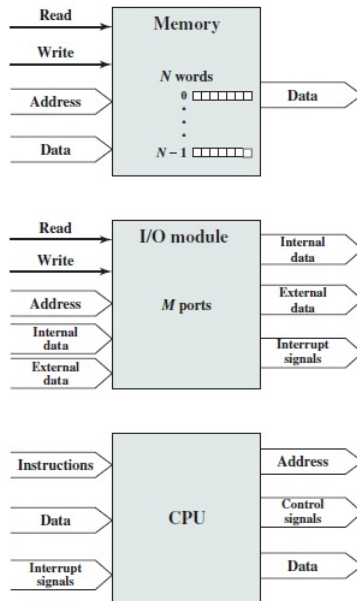 Read
Memory
Write
N words
Address
0
Data
Data
N – 1
Read
I/O module
Internal
data
Write
Address
M ports
External
data
Internal
data
Interrupt
signals
External
data
Instructions
Address
Data
CPU
Control
signals
Interrupt
signals
Data